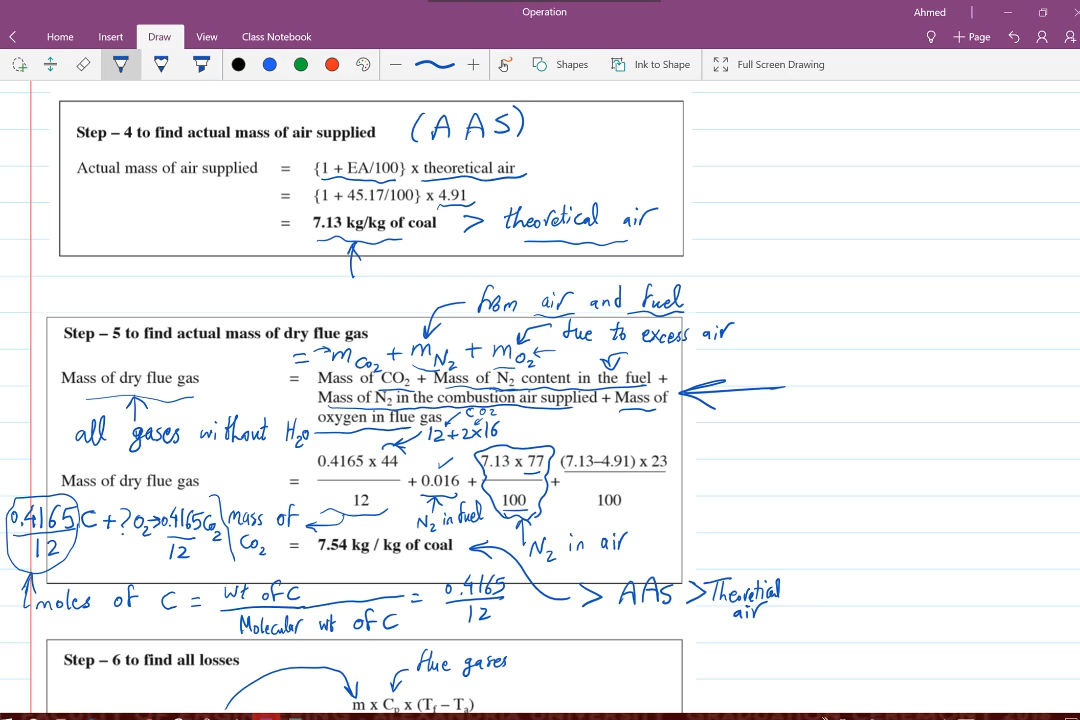 Operation
Ahmed
Home Insert Draw View Class Notebook
+ Page
Shapes Ink to Shape Full Screen Drawing
Step – 4 to find actual mass of air supplied (AAS)
Actual mass of air supplied = {1 + EA/100} x theoretical air
= {1 + 45.17/100} x 4.91
= 7.13 kg/kg of coal > theoretical air
from air and fuel
Step – 5 to find actual mass of dry flue gas
due to excess air
= mCO₂ + mN₂ + mO₂
Mass of dry flue gas = Mass of CO₂ + Mass of N₂ content in the fuel +
Mass of N₂ in the combustion air supplied + Mass of
oxygen in flue gas
CO₂
all gases without H₂O
12+2x16
0.4165 x 44 7.13 x 77 (7.13–4.91) x 23
Mass of dry flue gas = + 0.016 + +
12 100 100
N₂ in fuel
0.4165 C + ? O₂ → 0.4165 CO₂ mass of
12 12 CO₂
N₂ in air
= 7.54 kg / kg of coal
> AAS > Theoretial
air
moles of C = wt of C = 0.4165
Molecular wt of C 12
Step – 6 to find all losses
flue gases
m x Cp x (Tf – Ta)